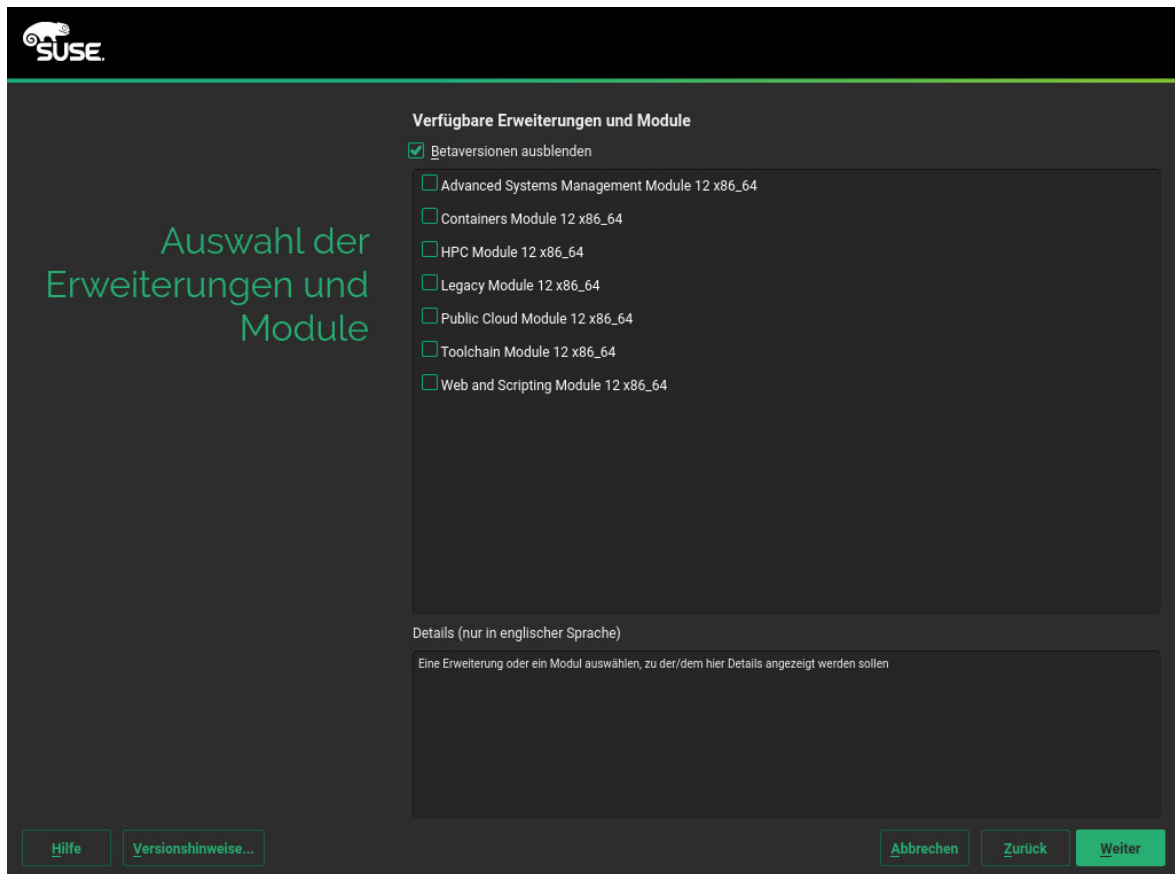 SUSE.
Auswahl der
Erweiterungen und
Module
Verfügbare Erweiterungen und Module
Betaversionen ausblenden
Advanced Systems Management Module 12 x86_64
Containers Module 12 x86_64
HPC Module 12 x86_64
Legacy Module 12 x86_64
Public Cloud Module 12 x86_64
Toolchain Module 12 x86_64
Web and Scripting Module 12 x86_64
Details (nur in englischer Sprache)
Eine Erweiterung oder ein Modul auswählen, zu der/dem hier Details angezeigt werden sollen
Hilfe Versionshinweise... Abbrechen Zurück Weiter